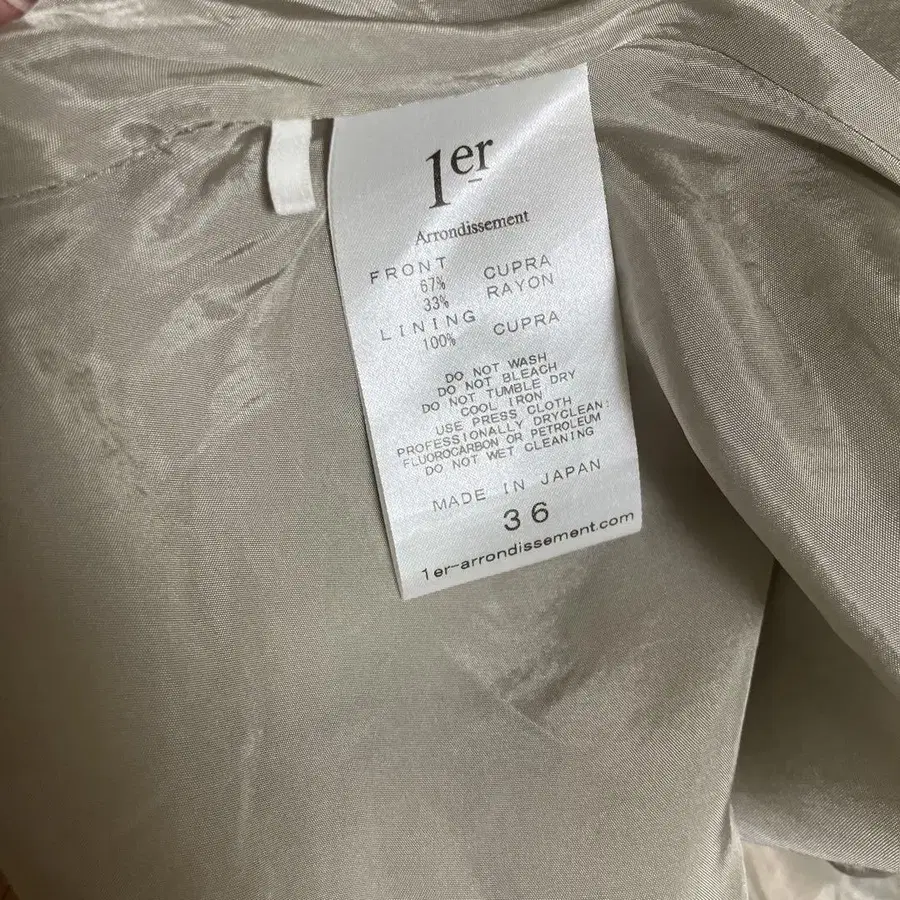 1er
Arrondissement
FRONT
67% CUPRA
33% RAYON
LINING
100% CUPRA
DO NOT WASH
DO NOT BLEACH
DO NOT TUMBLE DRY
COOL IRON
USE PRESS CLOTH
PROFESSIONALLY DRYCLEAN:
FLUOROCARBON OR PETROLEUM
DO NOT WET CLEANING
MADE IN JAPAN
36
1er-arrondissement.com